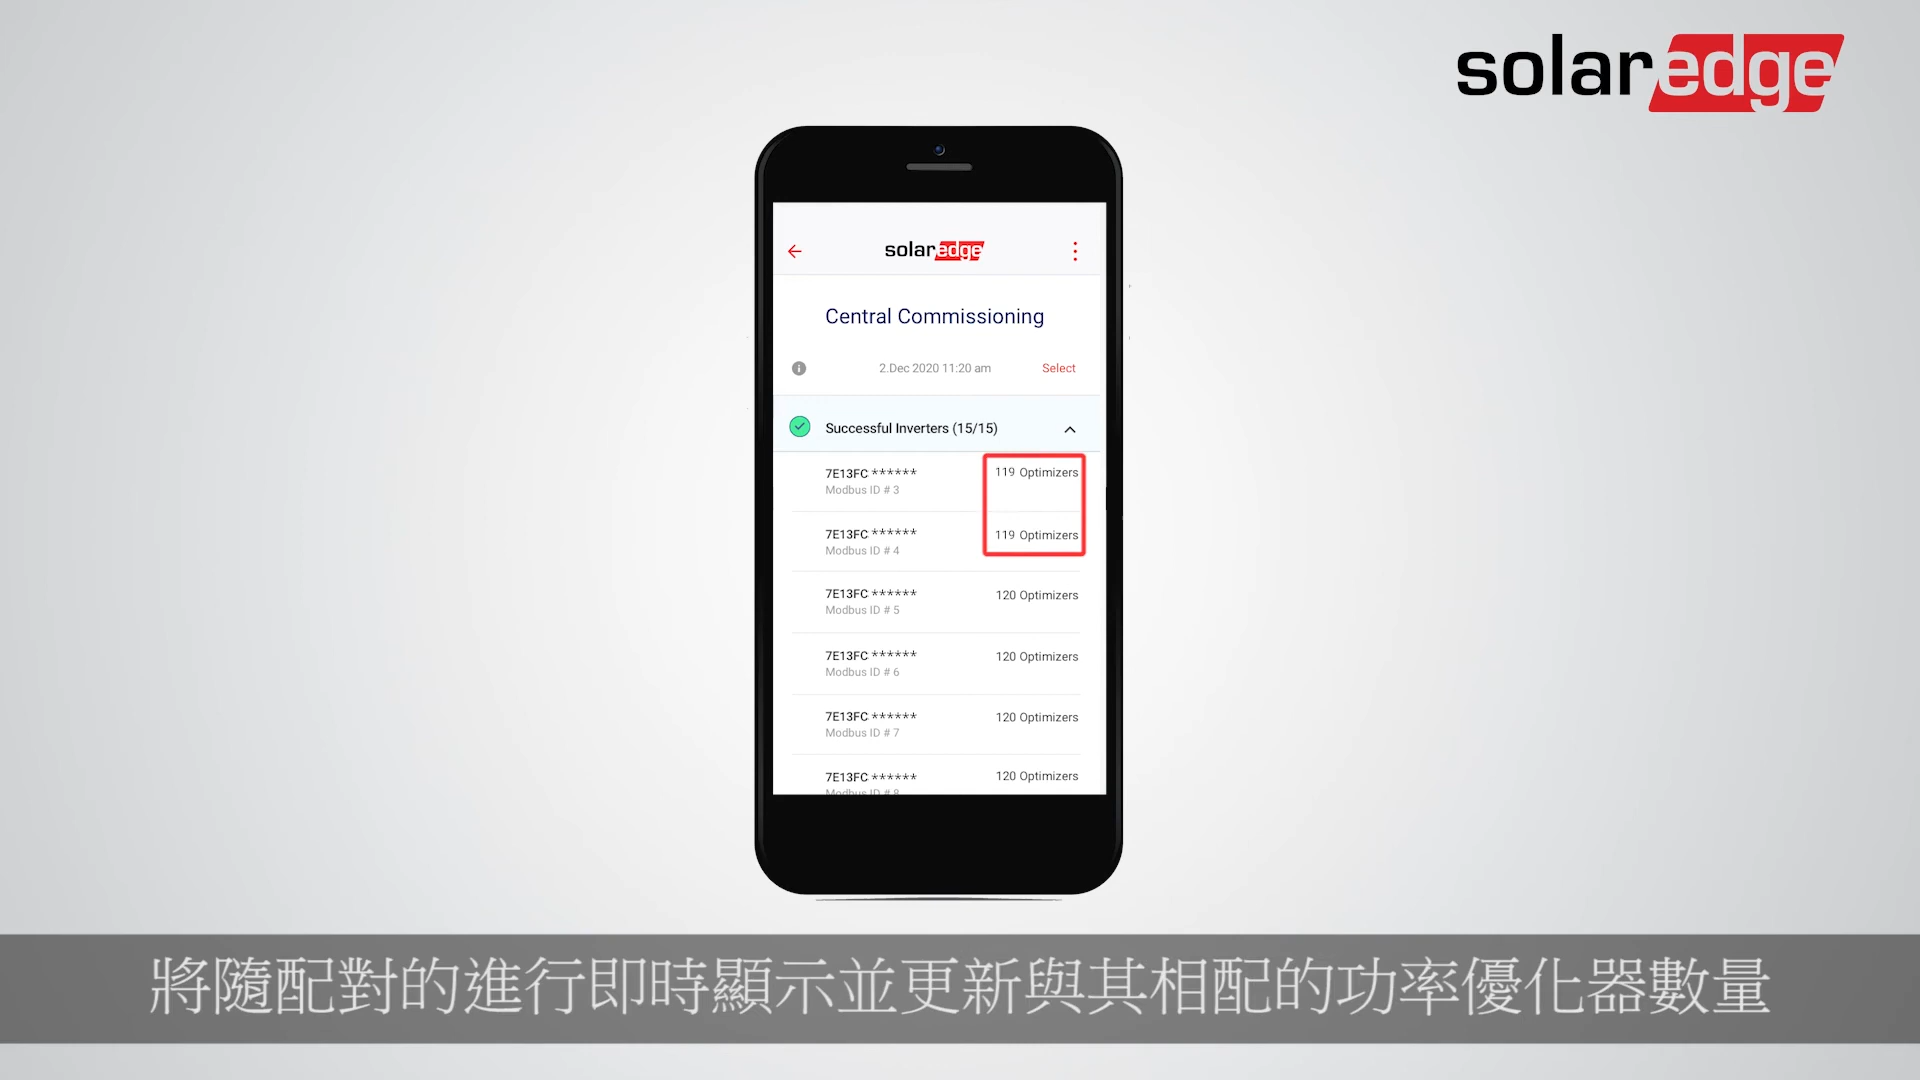 solaredge
solaredge
Central Commissioning
2.Dec 2020 11:20 am Select
Successful Inverters (15/15)
7E13FC ****** 119 Optimizers
Modbus ID # 3
7E13FC ****** 119 Optimizers
Modbus ID # 4
7E13FC ****** 120 Optimizers
Modbus ID # 5
7E13FC ****** 120 Optimizers
Modbus ID # 6
7E13FC ****** 120 Optimizers
Modbus ID # 7
7E13FC ****** 120 Optimizers
Modbus ID # 8
將隨配對的進行即時顯示並更新與其相配的功率優化器數量